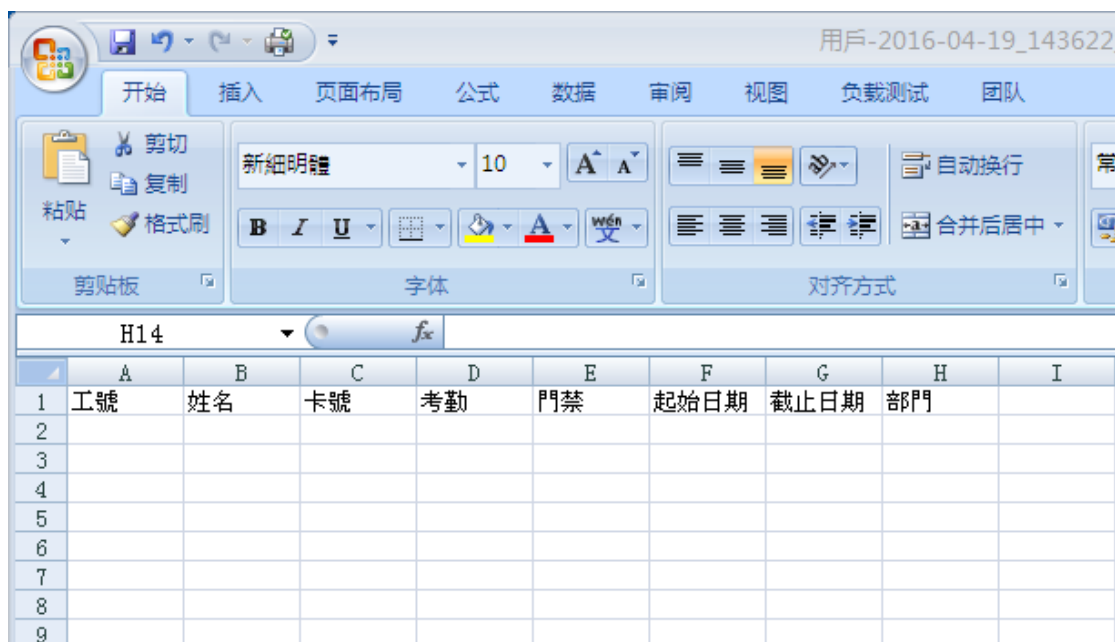 用戶-2016-04-19_143622
开始 插入 页面布局 公式 数据 审阅 视图 负载测试 团队
剪切
复制
格式刷
粘贴
剪贴板
新細明體 10 A A
B I U A wén 变
字体
自动换行
合并后居中
对齐方式
常
H14 fx
A B C D E F G H I
1 工號 姓名 卡號 考勤 門禁 起始日期 截止日期 部門
2
3
4
5
6
7
8
9